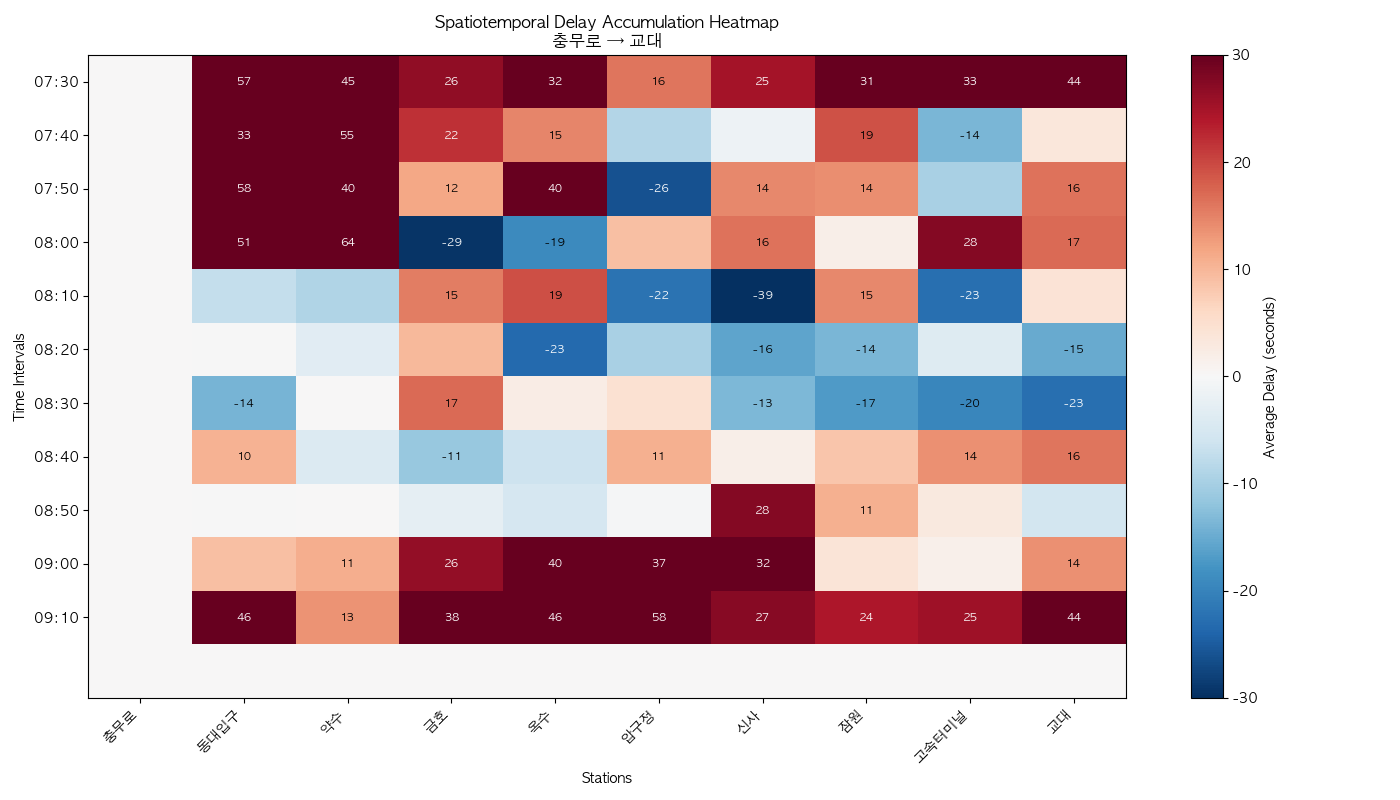 Spatiotemporal Delay Accumulation Heatmap
충무로 → 교대
07:30 57 45 26 32 16 25 31 33 44
07:40 33 55 22 15 19 -14
07:50 58 40 12 40 -26 14 14 16
08:00 51 64 -29 -19 16 28 17
08:10 15 19 -22 -39 15 -23
08:20 -23 -16 -14 -15
08:30 -14 17 -13 -17 -20 -23
08:40 10 -11 11 14 16
08:50 28 11
09:00 11 26 40 37 32 14
09:10 46 13 38 46 58 27 24 25 44
Time Intervals
충무로 동대입구 약수 금호 옥수 압구정 신사 잠원 고속터미널 교대
Stations
30
20
10
0
-10
-20
-30
Average Delay (seconds)